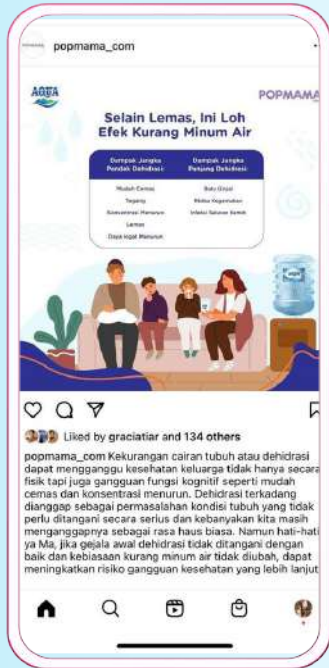 popmama_com
AQUA
POPMAMA
Selain Lemas, Ini Loh
Efek Kurang Minum Air
Dampak Jangka
Pendek Dehidrasi:
Mudah Cemas
Tegang
Konsentrasi Menurun
Lemas
Daya Ingat Menurun
Dampak Jangka
Panjang Dehidrasi:
Batu Ginjal
Risiko Kegemukan
Infeksi Saluran Kemih
Liked by graciatiar and 134 others
popmama_com Kekurangan cairan tubuh atau dehidrasi
dapat mengganggu kesehatan keluarga tidak hanya secara
fisik tapi juga gangguan fungsi kognitif seperti mudah
cemas dan konsentrasi menurun. Dehidrasi terkadang
dianggap sebagai permasalahan kondisi tubuh yang tidak
perlu ditangani secara serius dan kebanyakan kita masih
menganggapnya sebagai rasa haus biasa. Namun hati-hati
ya Ma, jika gejala awal dehidrasi tidak ditangani dengan
baik dan kebiasaan kurang minum air tidak diubah, dapat
meningkatkan risiko gangguan kesehatan yang lebih lanjut